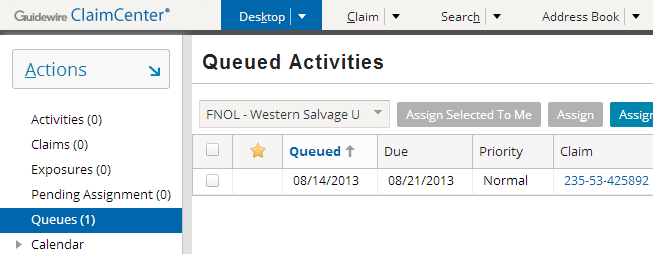 Guidewire ClaimCenter® Desktop Claim Search Address Book
Actions
Activities (0)
Claims (0)
Exposures (0)
Pending Assignment (0)
Queues (1)
Calendar
Queued Activities
FNOL - Western Salvage U Assign Selected To Me Assign Assign
Queued Due Priority Claim
08/14/2013 08/21/2013 Normal 235-53-425892